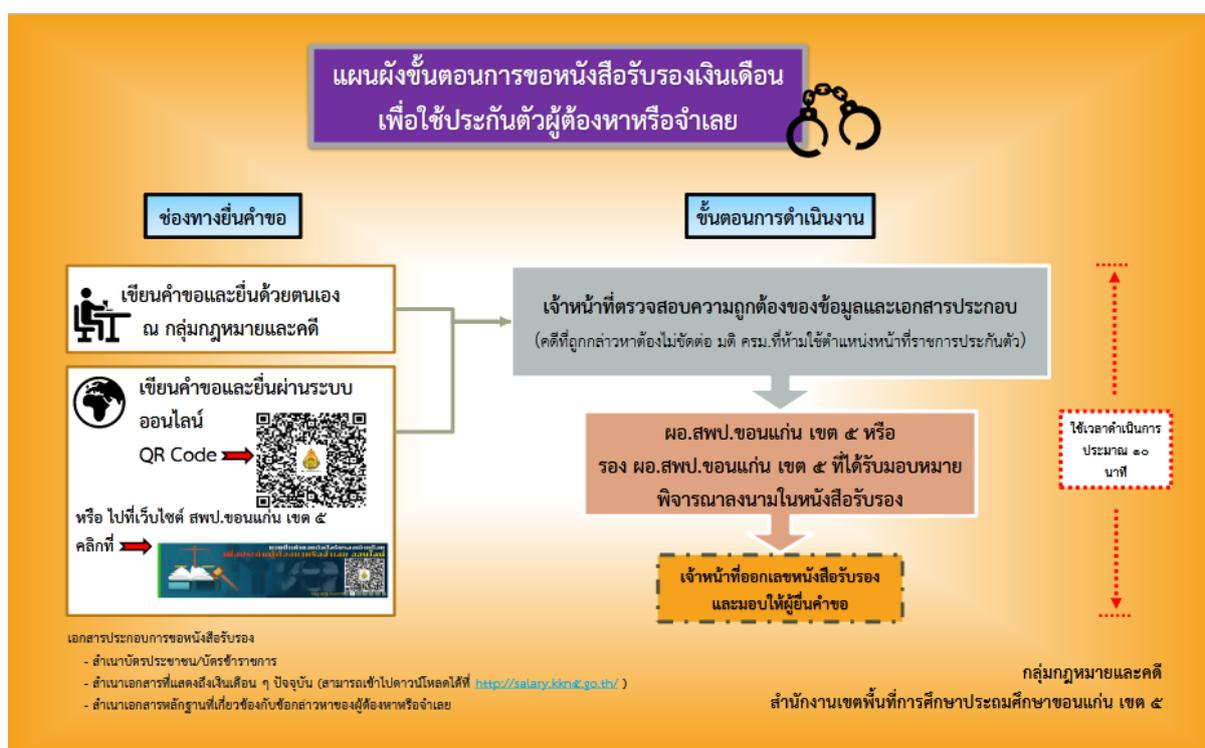 แผนผังขั้นตอนการขอหนังสือรับรองเงินเดือน
เพื่อใช้ประกันตัวผู้ต้องหาหรือจำเลย
ช่องทางยื่นคำขอ
เขียนคำขอและยื่นด้วยตนเอง
ณ กลุ่มกฎหมายและคดี
เขียนคำขอและยื่นผ่านระบบ
ออนไลน์
QR Code
หรือ ไปที่เว็บไซต์ สพป.ขอนแก่น เขต ๕
คลิกที่
เพื่อประกันผู้ต้องหาหรือจำเลย ออนไลน์
ขั้นตอนการดำเนินงาน
เจ้าหน้าที่ตรวจสอบความถูกต้องของข้อมูลและเอกสารประกอบ
(คดีที่ถูกกล่าวหาต้องไม่ขัดต่อ มติ ครม.ที่ห้ามใช้ตำแหน่งหน้าที่ราชการประกันตัว)
ผอ.สพป.ขอนแก่น เขต ๕ หรือ
รอง ผอ.สพป.ขอนแก่น เขต ๕ ที่ได้รับมอบหมาย
พิจารณาลงนามในหนังสือรับรอง
เจ้าหน้าที่ออกเลขหนังสือรับรอง
และมอบให้ผู้ยื่นคำขอ
ใช้เวลาดำเนินการ
ประมาณ ๑๐
นาที
เอกสารประกอบการขอหนังสือรับรอง
- สำเนาบัตรประชาชน/บัตรข้าราชการ
- สำเนาเอกสารที่แสดงถึงเงินเดือน ๆ ปัจจุบัน (สามารถเข้าไปดาวน์โหลดได้ที่ http://salary.kkn๕.go.th/ )
- สำเนาเอกสารหลักฐานที่เกี่ยวข้องกับข้อกล่าวหาของผู้ต้องหาหรือจำเลย
กลุ่มกฎหมายและคดี
สำนักงานเขตพื้นที่การศึกษาประถมศึกษาขอนแก่น เขต ๕